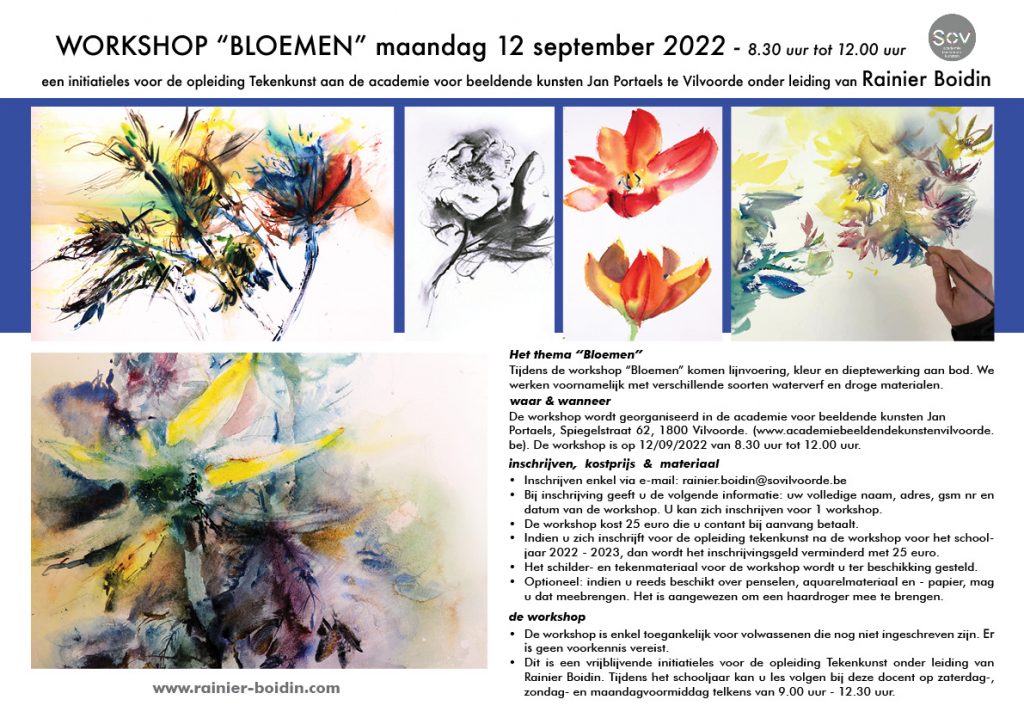 WORKSHOP “BLOEMEN” maandag 12 september 2022 - 8.30 uur tot 12.00 uur
Scv
een initiatieles voor de opleiding Tekenkunst aan de academie voor beeldende kunsten Jan Portaels te Vilvoorde onder leiding van Rainier Boidin
Het thema “Bloemen”
Tijdens de workshop “Bloemen” komen lijnvoering, kleur en dieptewerking aan bod. We
werken voornamelijk met verschillende soorten waterverf en droge materialen.
waar & wanneer
De workshop wordt georganiseerd in de academie voor beeldende kunsten Jan
Portaels, Spiegelstraat 62, 1800 Vilvoorde. (www.academiebeeldendekunstenvilvoorde.
be). De workshop is op 12/09/2022 van 8.30 uur tot 12.00 uur.
inschrijven, kostprijs & materiaal
• Inschrijven enkel via e-mail: rainier.boidin@sovilvoorde.be
• Bij inschrijving geeft u de volgende informatie: uw volledige naam, adres, gsm nr en
datum van de workshop. U kan zich inschrijven voor 1 workshop.
• De workshop kost 25 euro die u contant bij aanvang betaalt.
• Indien u zich inschrijft voor de opleiding tekenkunst na de workshop voor het school-
jaar 2022 - 2023, dan wordt het inschrijvingsgeld verminderd met 25 euro.
• Het schilder- en tekenmateriaal voor de workshop wordt u ter beschikking gesteld.
• Optioneel: indien u reeds beschikt over penselen, aquarelmateriaal en - papier, mag
u dat meebrengen. Het is aangewezen om een haardroger mee te brengen.
de workshop
• De workshop is enkel toegankelijk voor volwassenen die nog niet ingeschreven zijn. Er
is geen voorkennis vereist.
• Dit is een vrijblijvende initiatieles voor de opleiding Tekenkunst onder leiding van
Rainier Boidin. Tijdens het schooljaar kan u les volgen bij deze docent op zaterdag-,
zondag- en maandagvoormiddag telkens van 9.00 uur - 12.30 uur.
www.rainier-boidin.com